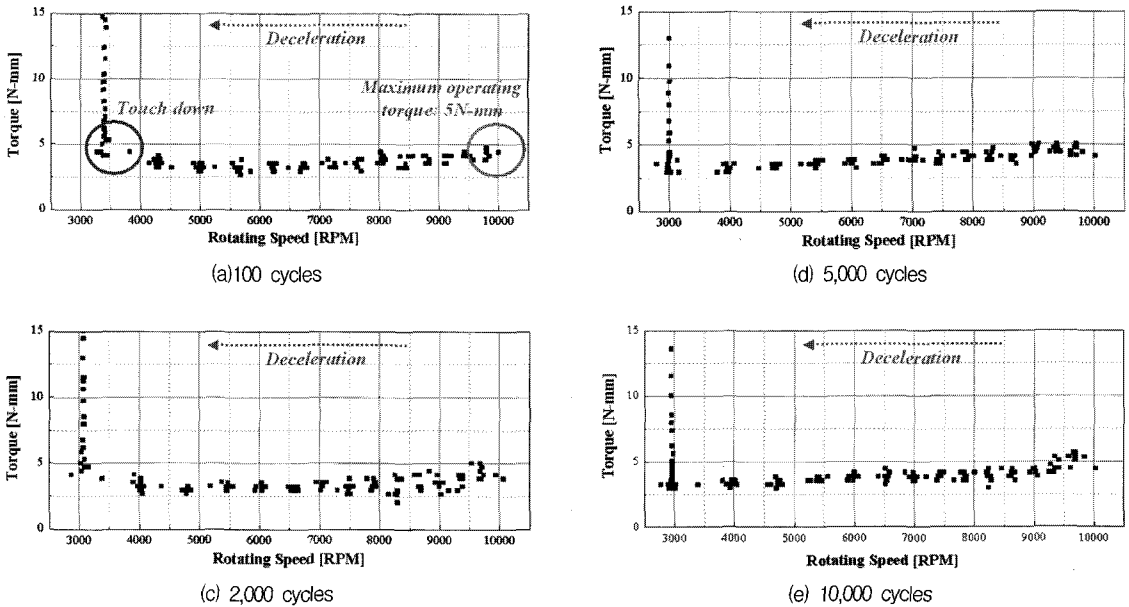 15
10
5
0
Torque [N-mm]
Deceleration
Touch down
Maximum operating
torque: 5N-mm
3000 4000 5000 6000 7000 8000 9000 10000
Rotating Speed [RPM]
(a)100 cycles
15
10
5
0
Torque [N-mm]
Deceleration
3000 4000 5000 6000 7000 8000 9000 10000
Rotating Speed [RPM]
(d) 5,000 cycles
15
10
5
0
Torque [N-mm]
Deceleration
3000 4000 5000 6000 7000 8000 9000 10000
Rotating Speed [RPM]
(c) 2,000 cycles
15
10
5
0
Torque [N-mm]
Deceleration
3000 4000 5000 6000 7000 8000 9000 10000
Rotating Speed [RPM]
(e) 10,000 cycles